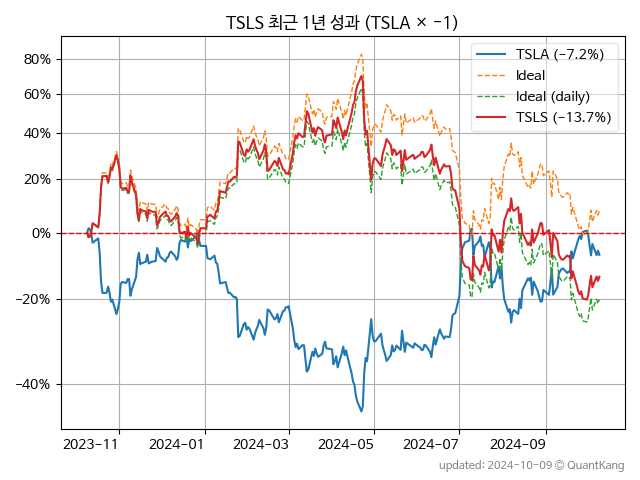 TSLS 최근 1년 성과 (TSLA × −1)
TSLA (−7.2%)
Ideal
Ideal (daily)
TSLS (−13.7%)
80%
60%
40%
20%
0%
−20%
−40%
2023-11 2024-01 2024-03 2024-05 2024-07 2024-09
updated: 2024-10-09 © QuantKang